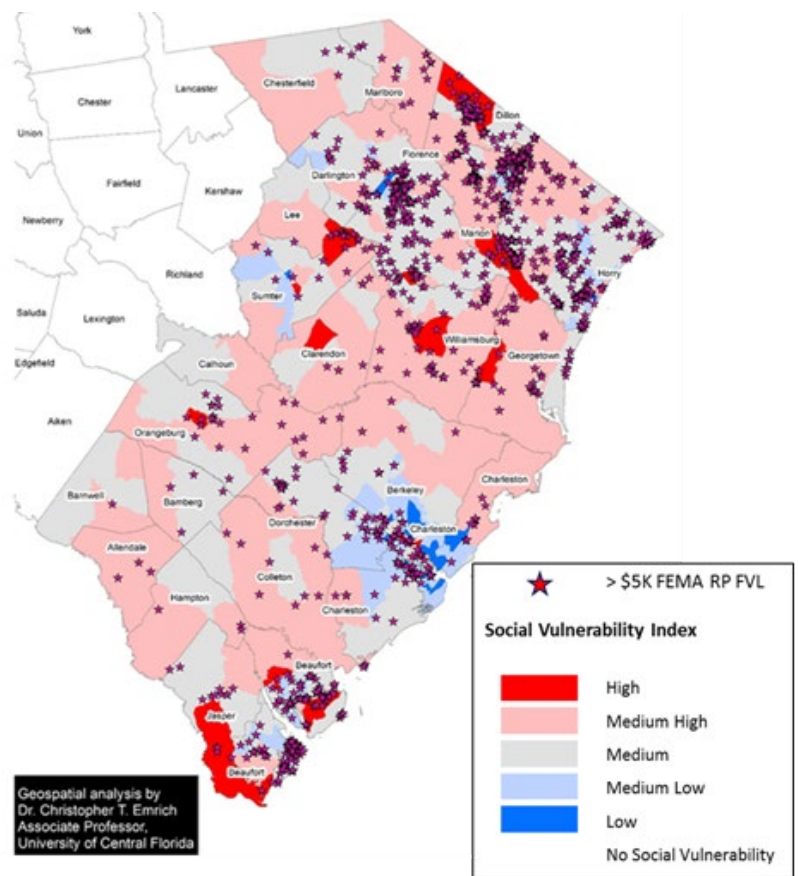 York
Lancaster
Chester
Union
Fairfield
Kershaw
Newberry
Richland
Saluda
Lexington
Edgefield
Aiken
Chesterfield
Marlboro
Dillon
Darlington
Florence
Lee
Marion
Horry
Sumter
Clarendon
Williamsburg
Georgetown
Calhoun
Orangeburg
Barnwell
Bamberg
Berkeley
Charleston
Charleston
Dorchester
Allendale
Colleton
Hampton
Charleston
Beaufort
Jasper
Beaufort
Geospatial analysis by
Dr. Christopher T. Emrich
Associate Professor,
University of Central Florida
> $5K FEMA RP FVL
Social Vulnerability Index
High
Medium High
Medium
Medium Low
Low
No Social Vulnerability